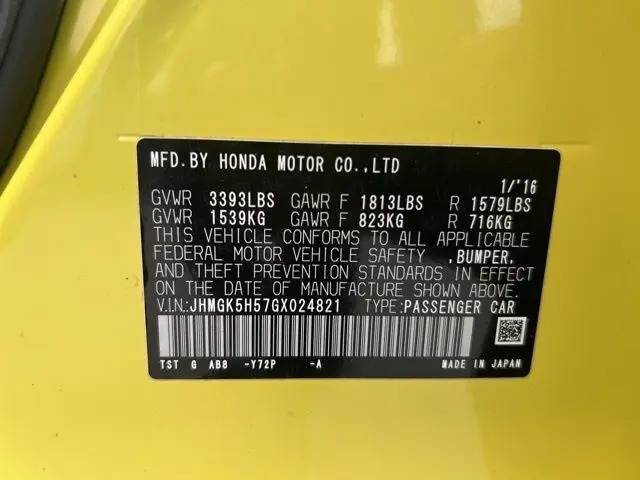 MFD.BY HONDA MOTOR CO.,LTD
1/'16
GVWR 3393LBS GAWR F 1813LBS R 1579LBS
GVWR 1539KG GAWR F 823KG R 716KG
THIS VEHICLE CONFORMS TO ALL APPLICABLE
FEDERAL MOTOR VEHICLE SAFETY ,BUMPER,
AND THEFT PREVENTION STANDARDS IN EFFECT
ON THE DATE OF MANUFACTURE SHOWN ABOVE.
V.I.N.:JHMGK5H57GX024821 TYPE:PASSENGER CAR
TST G AB8 -Y72P -A MADE IN JAPAN